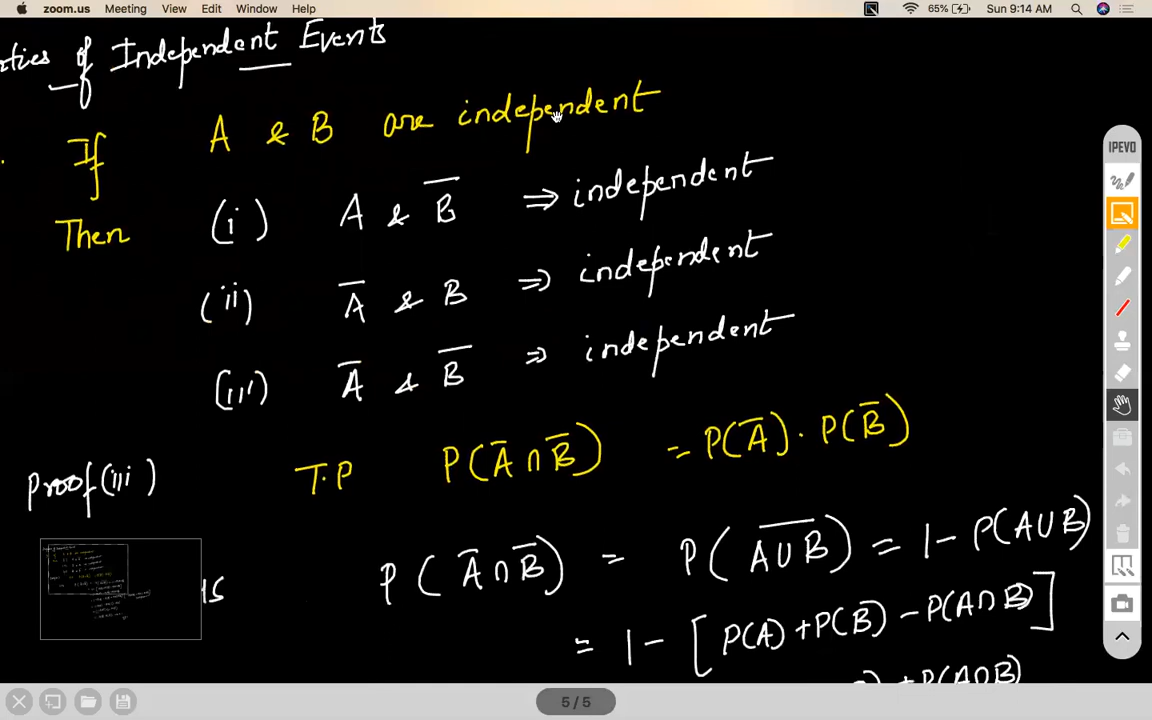 zoom.us Meeting View Edit Window Help 65% Sun 9:14 AM
rties of Independent Events
If A & B are independent
Then (i) A & B̅ ⇒ independent
(ii) A̅ & B ⇒ independent
(iii) A̅ & B̅ ⇒ independent
Proof(iii) T.P P(A̅∩B̅) = P(A̅)·P(B̅)
P(A̅∩B̅) = P(A̅∪̅B̅) = 1-P(A∪B)
= 1-[P(A)+P(B)-P(A∩B)]
+P(A∩B)
IPEVO
5 / 5